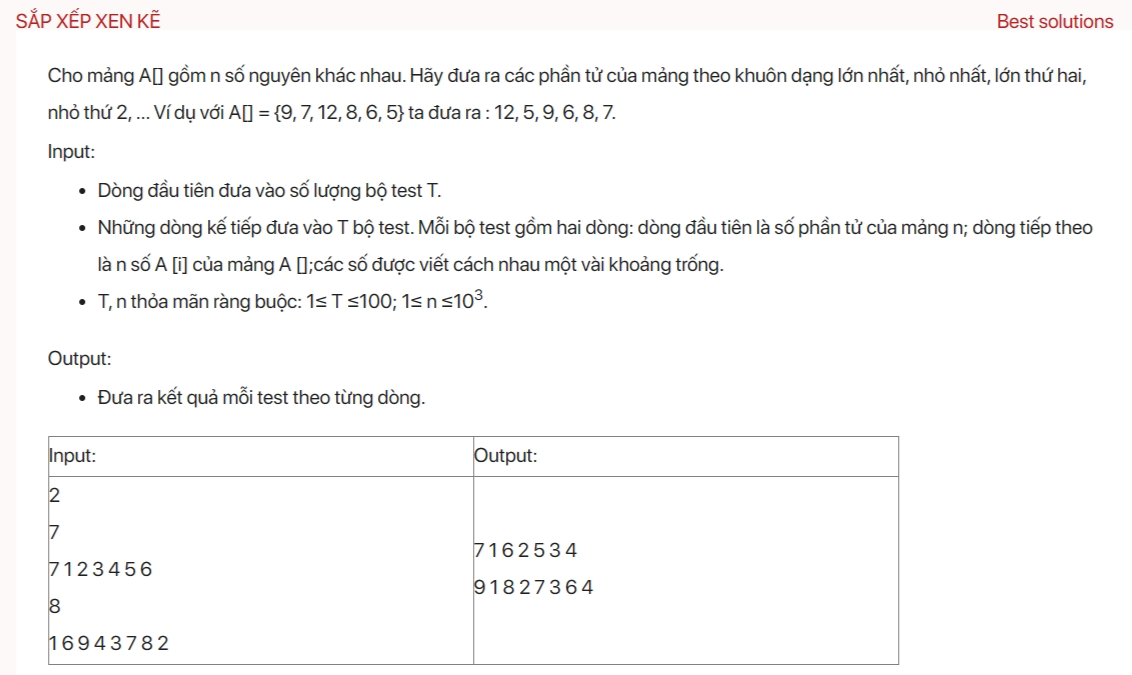 SẮP XẾP XEN KẼ
Best solutions
Cho mảng A[] gồm n số nguyên khác nhau. Hãy đưa ra các phần tử của mảng theo khuôn dạng lớn nhất, nhỏ nhất, lớn thứ hai,
nhỏ thứ 2, ... Ví dụ với A[] = {9, 7, 12, 8, 6, 5} ta đưa ra : 12, 5, 9, 6, 8, 7.
Input:
• Dòng đầu tiên đưa vào số lượng bộ test T.
• Những dòng kế tiếp đưa vào T bộ test. Mỗi bộ test gồm hai dòng: dòng đầu tiên là số phần tử của mảng n; dòng tiếp theo
là n số A [i] của mảng A [];các số được viết cách nhau một vài khoảng trống.
• T, n thỏa mãn ràng buộc: 1≤ T ≤100; 1≤ n ≤10³.
Output:
• Đưa ra kết quả mỗi test theo từng dòng.
Input:
Output:
2
7
7 1 2 3 4 5 6
8
1 6 9 4 3 7 8 2
7 1 6 2 5 3 4
9 1 8 2 7 3 6 4